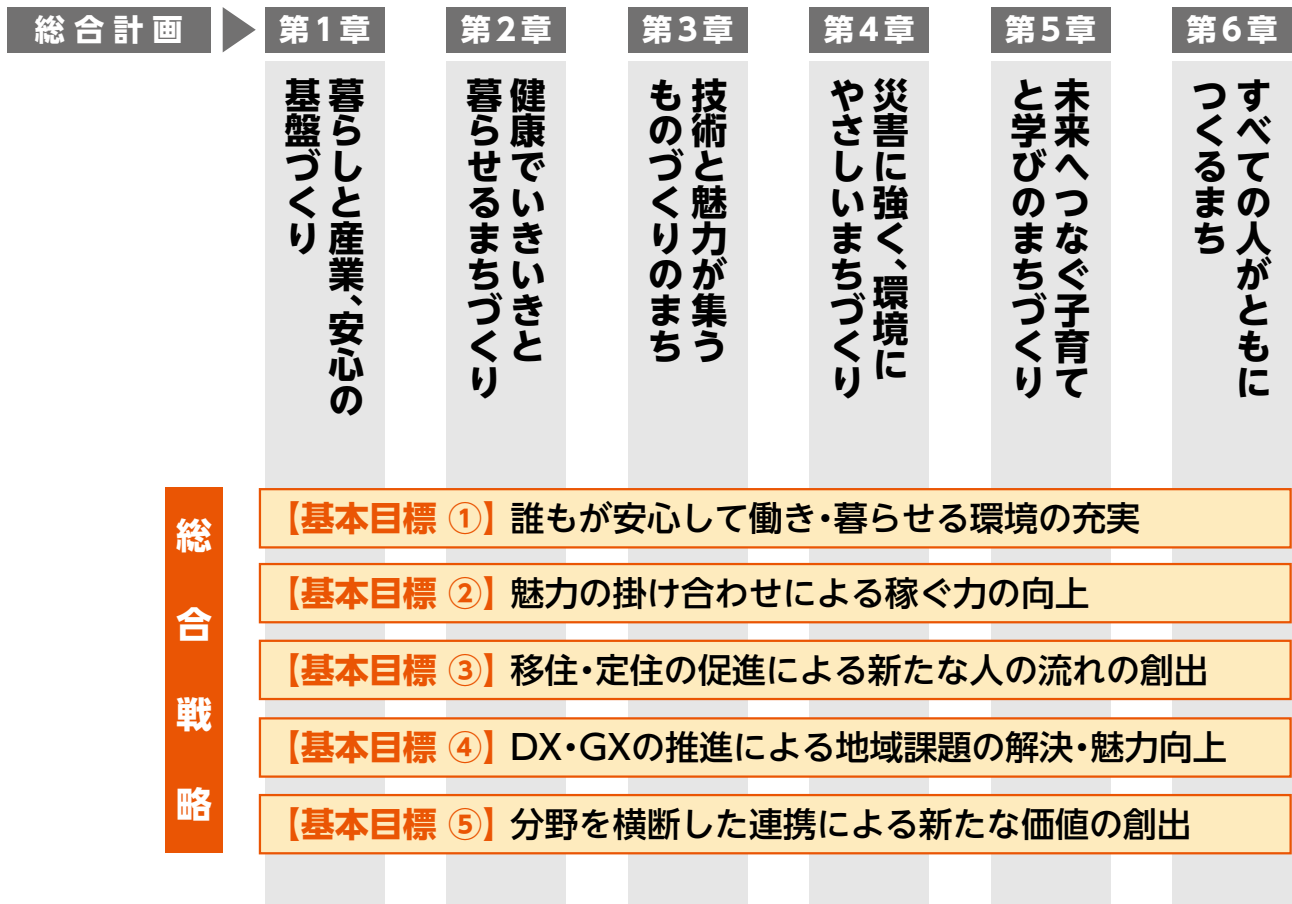 総合計画
第1章
第2章
第3章
第4章
第5章
第6章
暮らしと産業、安心の
基盤づくり
健康でいきいきと
暮らせるまちづくり
技術と魅力が集う
ものづくりのまち
災害に強く、環境に
やさしいまちづくり
未来へつなぐ子育て
と学びのまちづくり
すべての人がともに
つくるまち
総合戦略
【基本目標 ①】誰もが安心して働き・暮らせる環境の充実
【基本目標 ②】魅力の掛け合わせによる稼ぐ力の向上
【基本目標 ③】移住・定住の促進による新たな人の流れの創出
【基本目標 ④】DX・GXの推進による地域課題の解決・魅力向上
【基本目標 ⑤】分野を横断した連携による新たな価値の創出